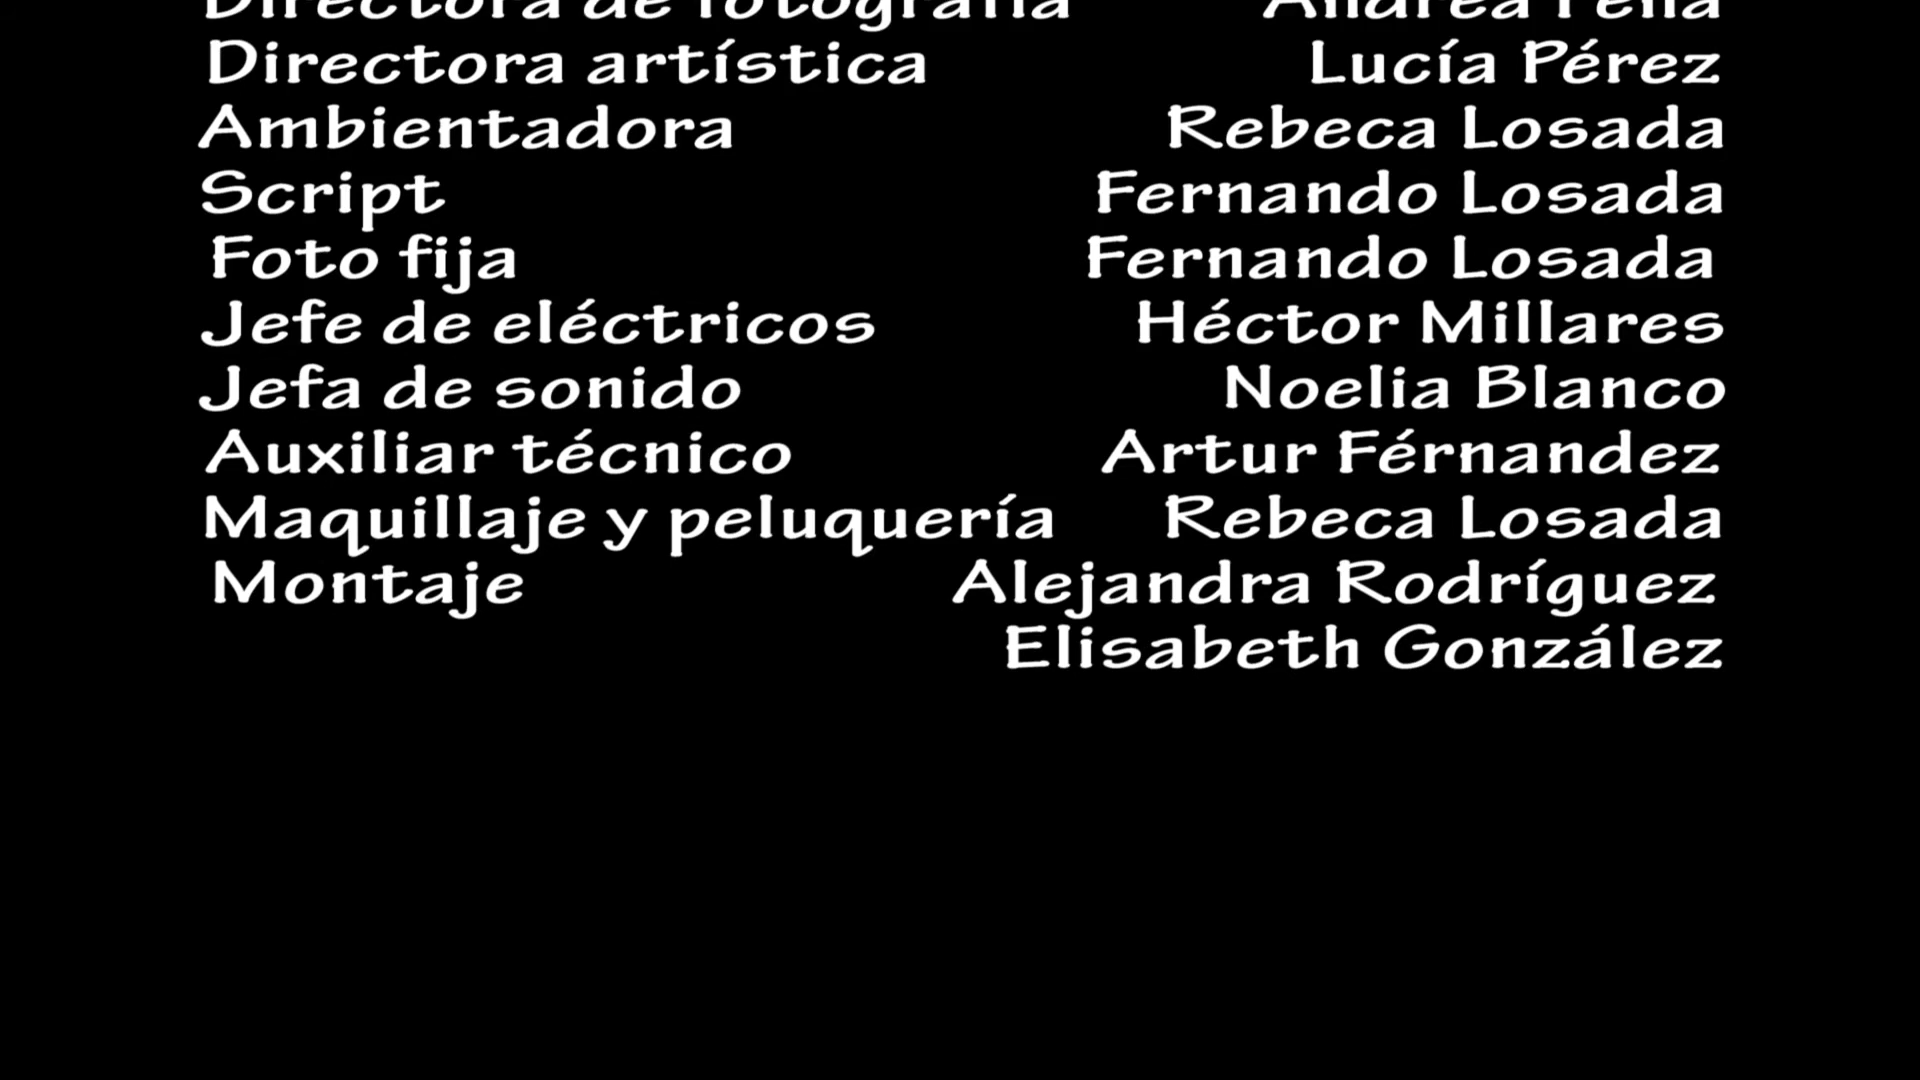 Directora de fotografía Andrea
Directora artística Lucía Pérez
Ambientadora Rebeca Losada
Script Fernando Losada
Foto fija Fernando Losada
Jefe de eléctricos Héctor Millares
Jefa de sonido Noelia Blanco
Auxiliar técnico Artur Férnandez
Maquillaje y peluquería Rebeca Losada
Montaje Alejandra Rodríguez
Elisabeth González